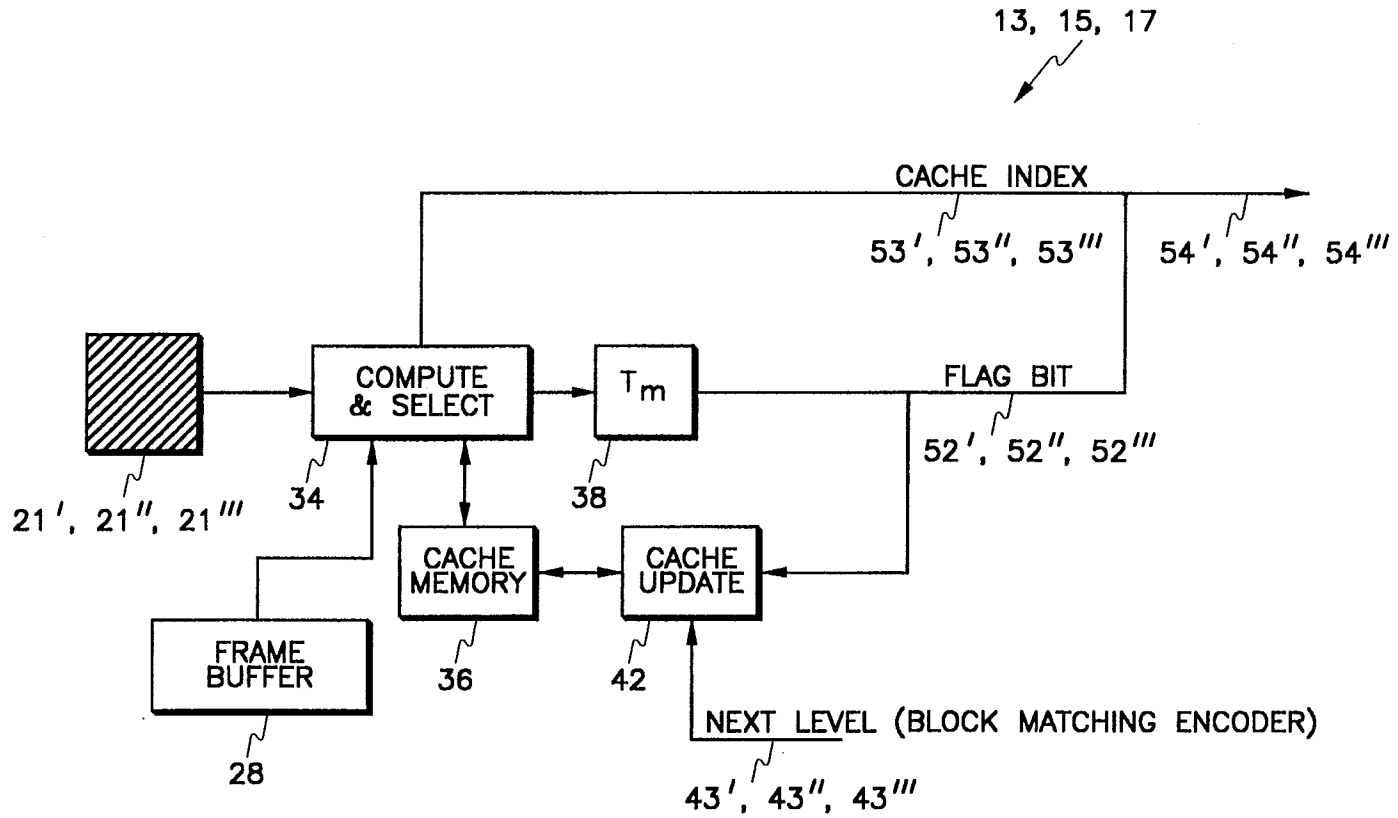 13, 15, 17
CACHE INDEX
53', 53'', 53'''
54', 54'', 54'''
COMPUTE
& SELECT
Tm
FLAG BIT
52', 52'', 52'''
34
38
21', 21'', 21'''
CACHE
MEMORY
CACHE
UPDATE
36
42
FRAME
BUFFER
28
NEXT LEVEL (BLOCK MATCHING ENCODER)
43', 43'', 43'''